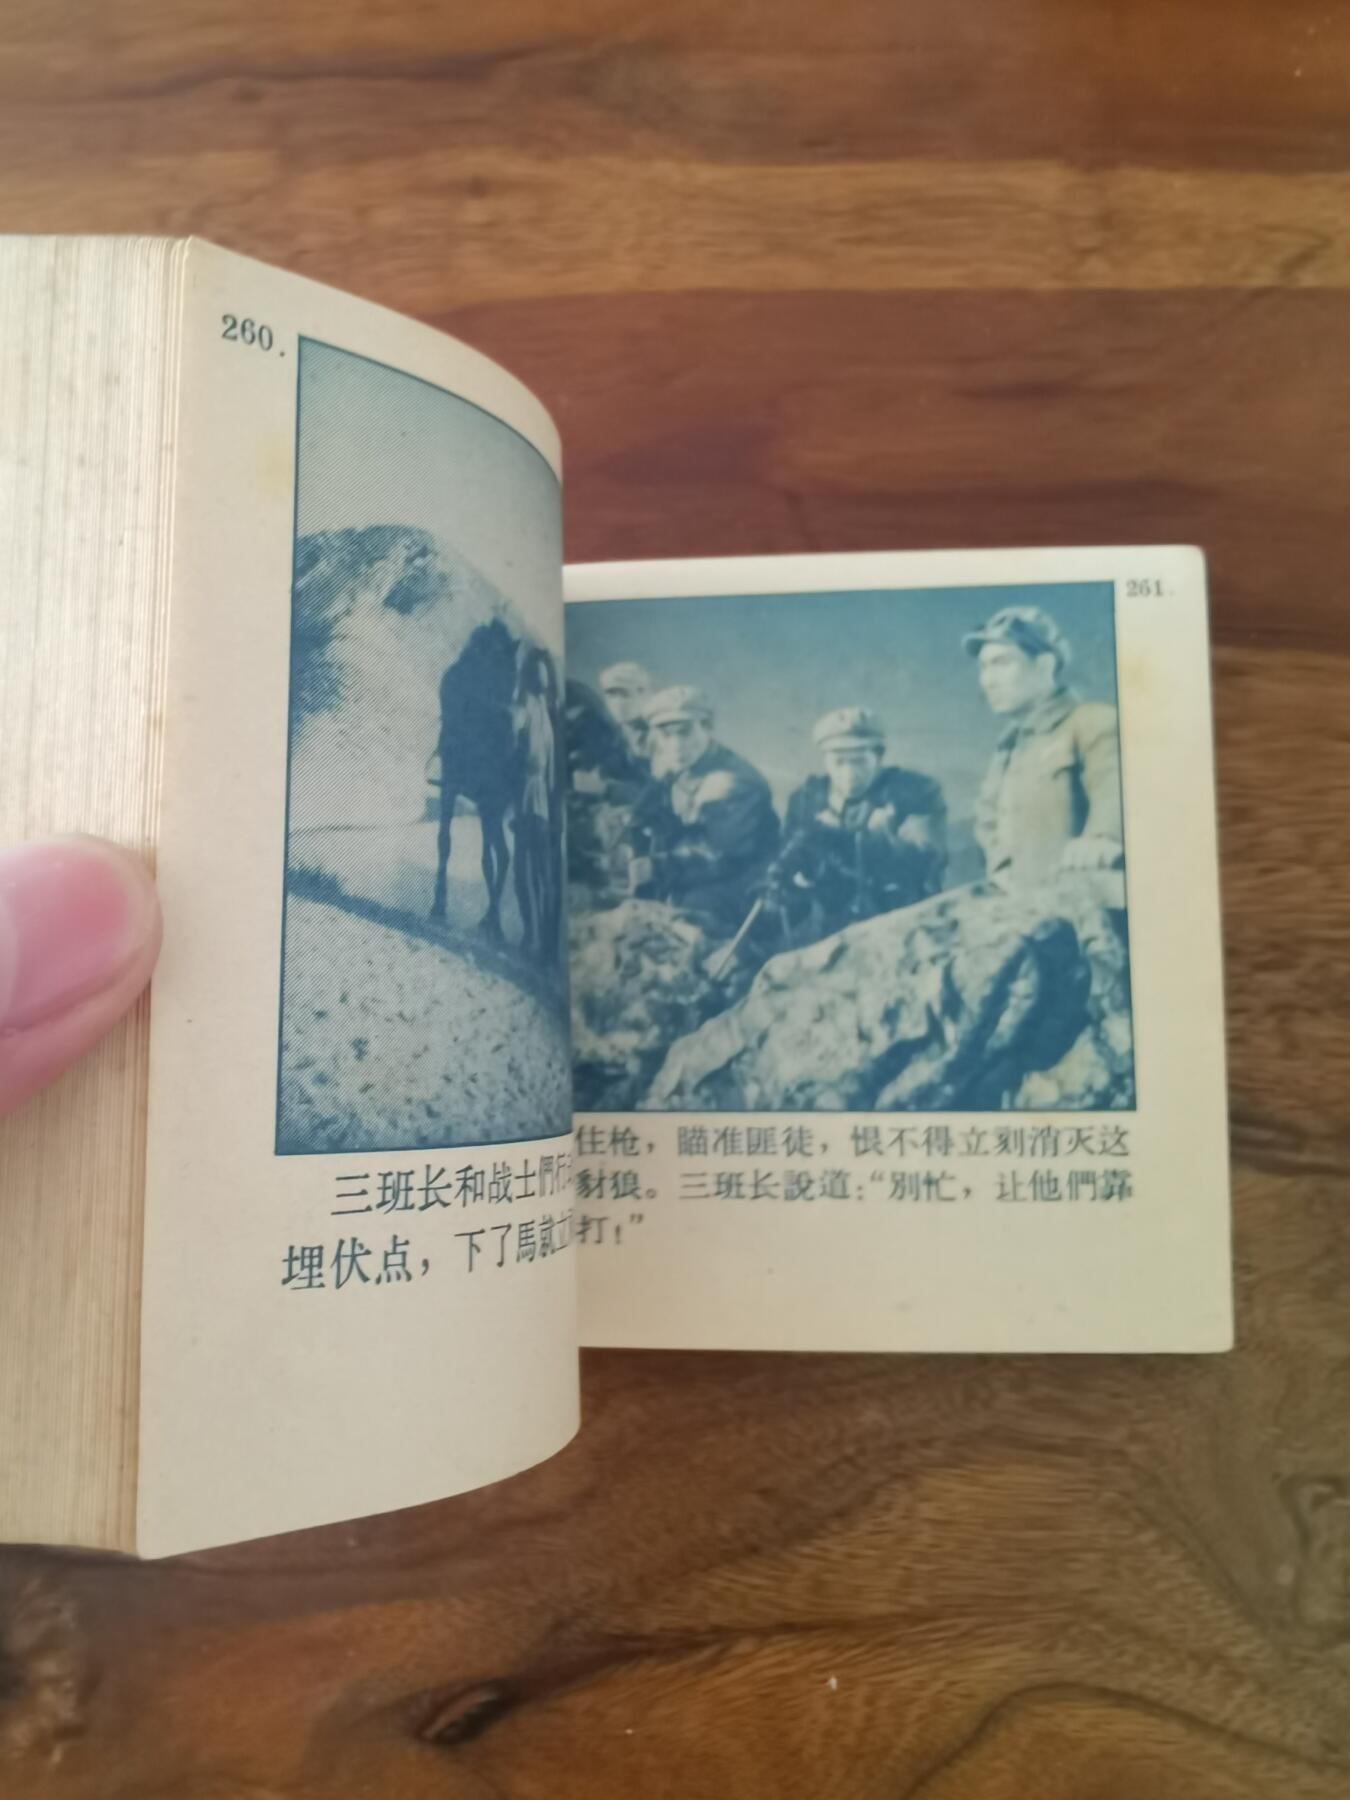 260.
三班长和战士們行
埋伏点，下了馬就立
261.
住枪，瞄准匪徒，恨不得立刻消灭这
豺狼。三班长說道：“别忙，让他們靠
打！”